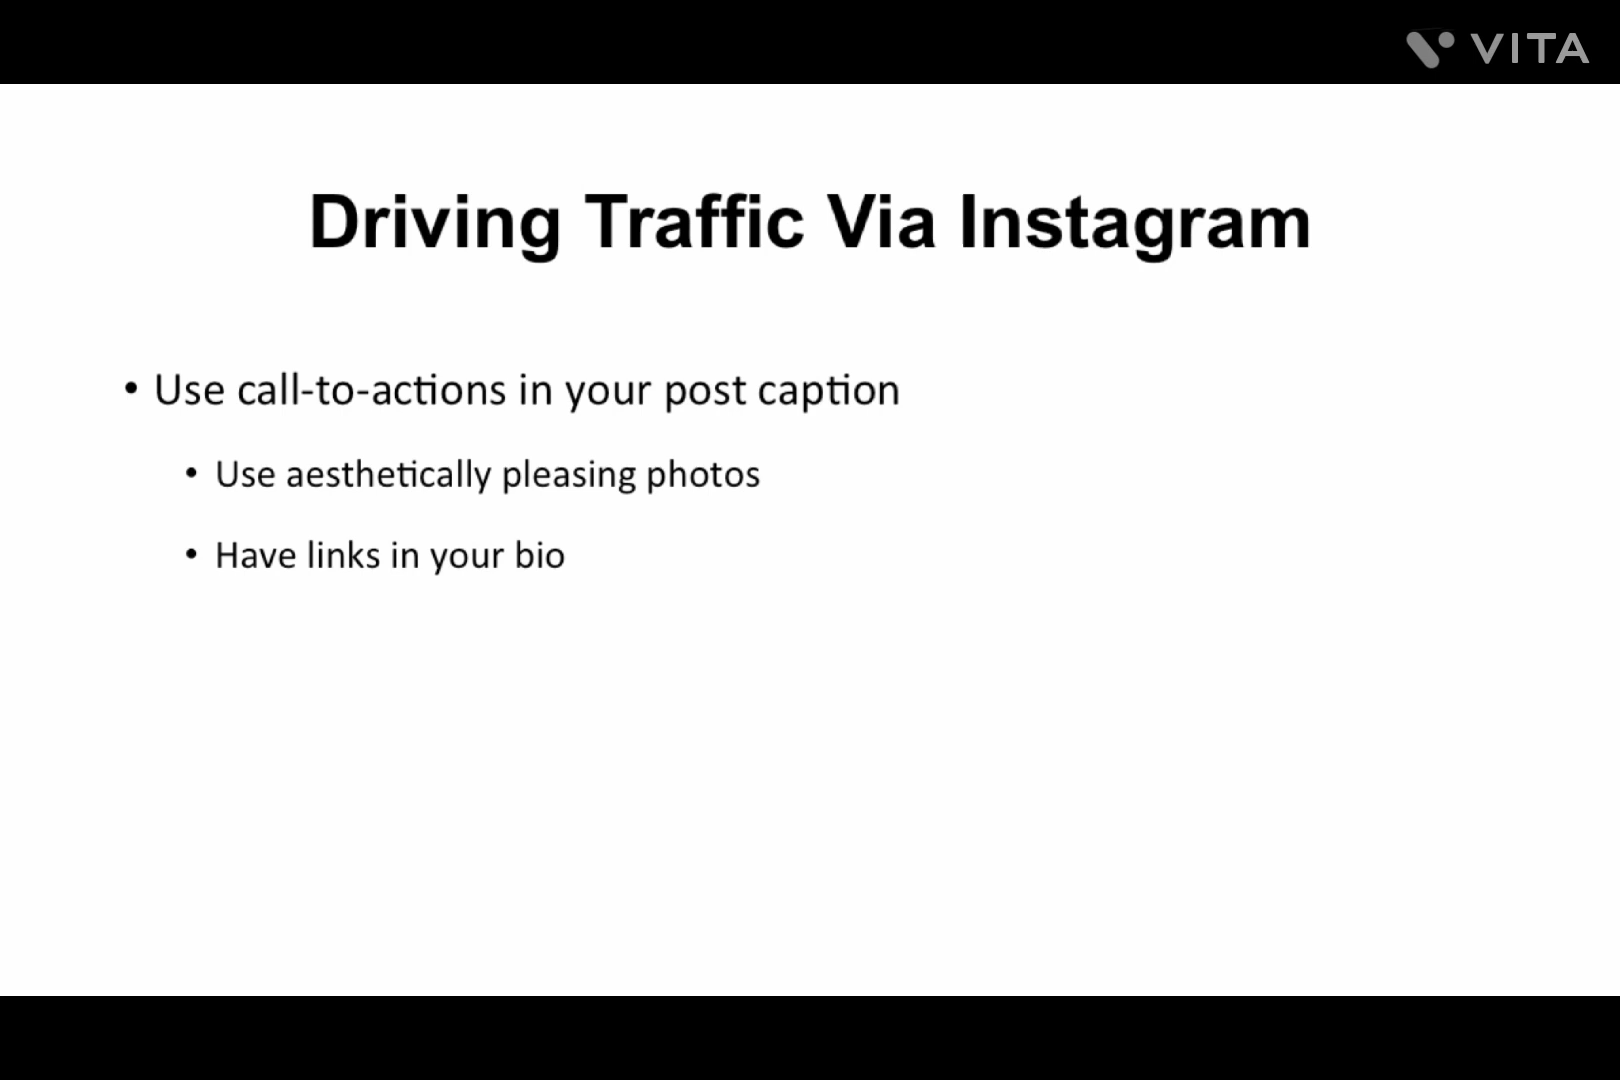 VITA
Driving Traffic Via Instagram
• Use call-to-actions in your post caption
• Use aesthetically pleasing photos
• Have links in your bio